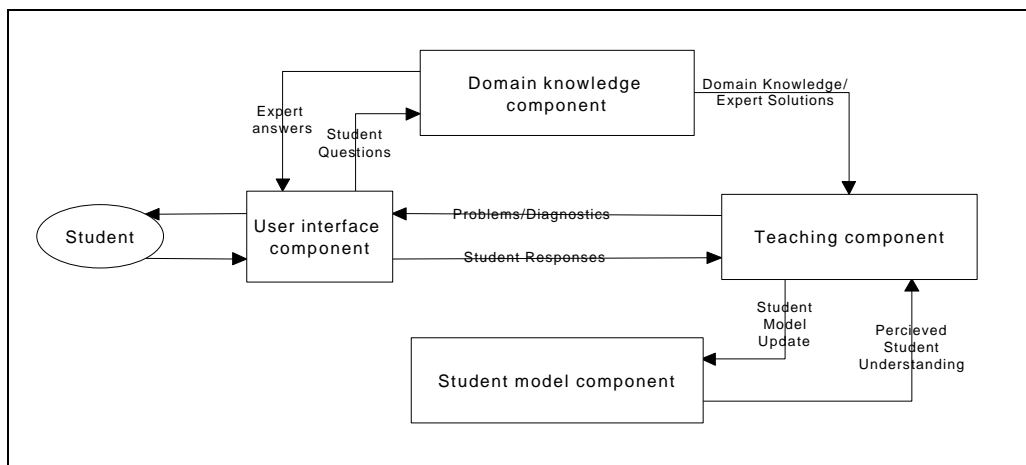 Domain knowledge
component
Domain Knowledge/
Expert Solutions
Expert
answers
Student
Questions
Student
User interface
component
Problems/Diagnostics
Student Responses
Teaching component
Student
Model
Update
Percieved
Student
Understanding
Student model component